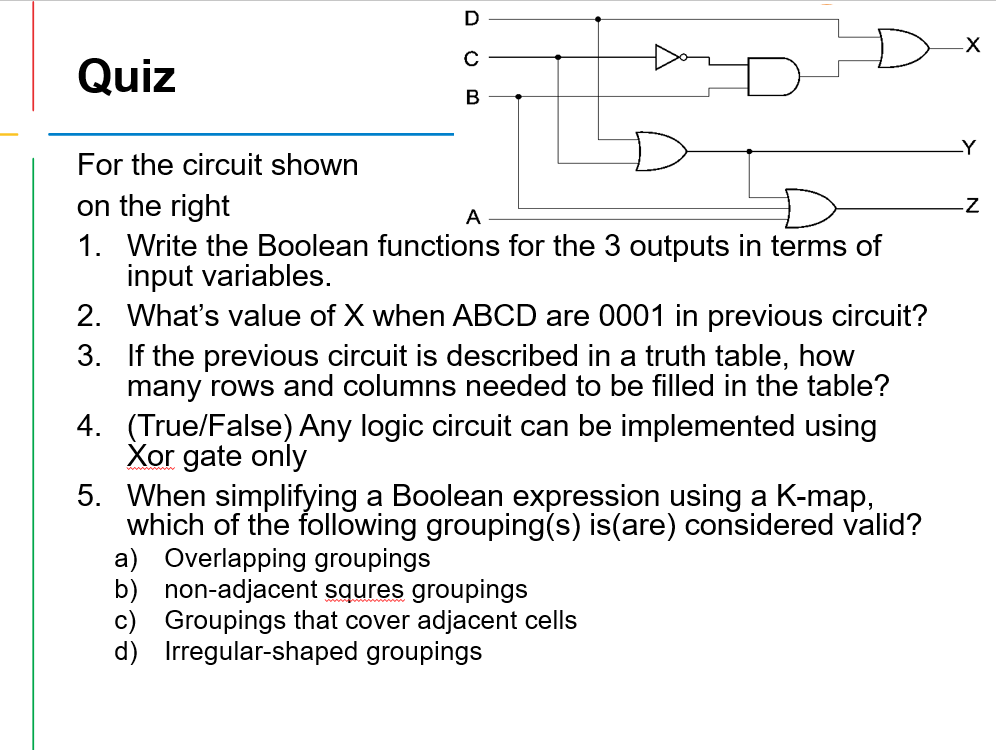 D
C
X
Quiz
B
Y
For the circuit shown
on the right
A
Z
1. Write the Boolean functions for the 3 outputs in terms of
input variables.
2. What’s value of X when ABCD are 0001 in previous circuit?
3. If the previous circuit is described in a truth table, how
many rows and columns needed to be filled in the table?
4. (True/False) Any logic circuit can be implemented using
Xor gate only
5. When simplifying a Boolean expression using a K-map,
which of the following grouping(s) is(are) considered valid?
a) Overlapping groupings
b) non-adjacent squres groupings
c) Groupings that cover adjacent cells
d) Irregular-shaped groupings